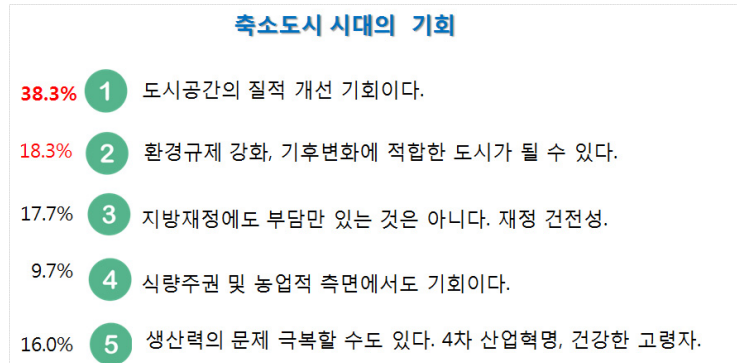 축소도시 시대의 기회
38.3% 1 도시공간의 질적 개선 기회이다.
18.3% 2 환경규제 강화, 기후변화에 적합한 도시가 될 수 있다.
17.7% 3 지방재정에도 부담만 있는 것은 아니다. 재정 건전성.
9.7% 4 식량주권 및 농업적 측면에서도 기회이다.
16.0% 5 생산력의 문제 극복할 수도 있다. 4차 산업혁명, 건강한 고령자.